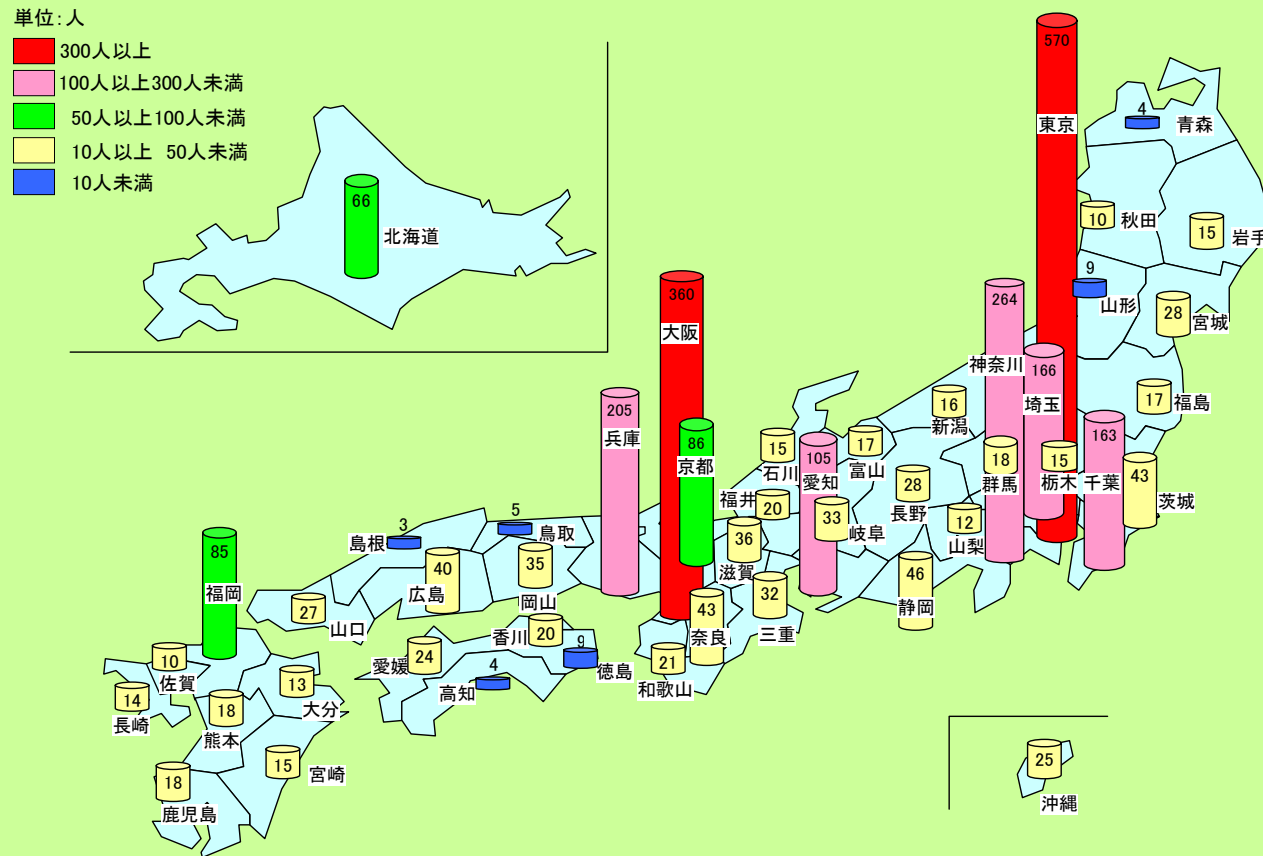 単位:人
300人以上
100人以上300人未満
50人以上100人未満
10人以上 50人未満
10人未満
66
北海道
570
東京
4
青森
10
秋田
15
岩手
9
山形
28
宮城
17
福島
264
神奈川
166
埼玉
163
千葉
43
茨城
15
栃木
18
群馬
16
新潟
17
富山
15
石川
20
福井
28
長野
12
山梨
33
岐阜
105
愛知
46
静岡
32
三重
36
滋賀
86
京都
360
大阪
205
兵庫
43
奈良
21
和歌山
5
鳥取
3
島根
35
岡山
40
広島
27
山口
20
香川
9
徳島
24
愛媛
4
高知
85
福岡
10
佐賀
14
長崎
13
大分
18
熊本
15
宮崎
18
鹿児島
25
沖縄